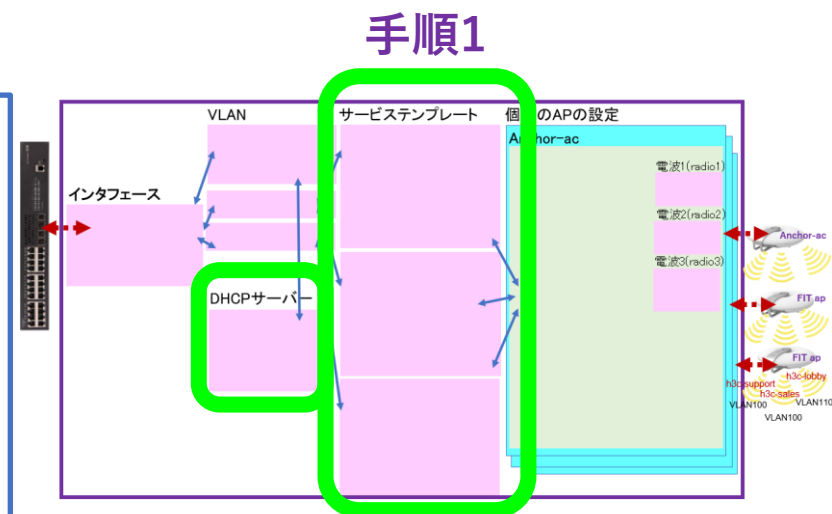 手順1
VLAN
サービステンプレート
個々のAPの設定
Anchor-ac
電波1(radio1)
インタフェース
電波2(radio2)
Anchor-ac
電波3(radio3)
DHCPサーバー
FIT ap
FIT ap
h3c-lobby
h3c-support
h3c-sales
VLAN100
VLAN110
VLAN100